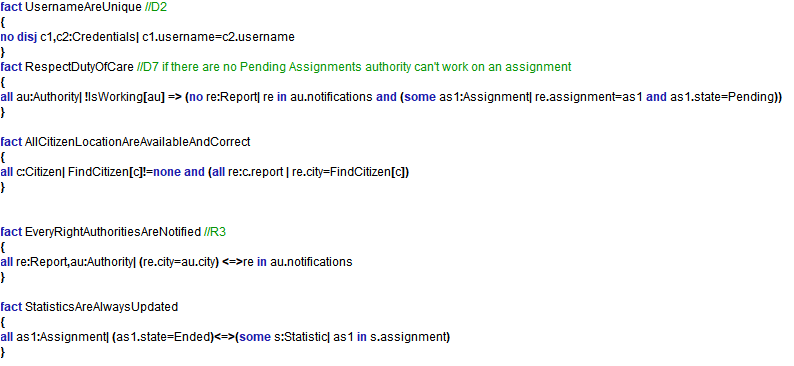 fact UsernameAreUnique //D2
{
no disj c1,c2:Credentials| c1.username=c2.username
}
fact RespectDutyOfCare //D7 if there are no Pending Assignments authority can't work on an assignment
{
all au:Authority| !IsWorking[au] => (no re:Report| re in au.notifications and (some as1:Assignment| re.assignment=as1 and as1.state=Pending))
}
fact AllCitizenLocationAreAvailableAndCorrect
{
all c:Citizen| FindCitizen[c]!=none and (all re:c.report | re.city=FindCitizen[c])
}
fact EveryRightAuthoritiesAreNotified //R3
{
all re:Report,au:Authority| (re.city=au.city) <=>re in au.notifications
}
fact StatisticsAreAlwaysUpdated
{
all as1:Assignment| (as1.state=Ended)<=>(some s:Statistic| as1 in s.assignment)
}